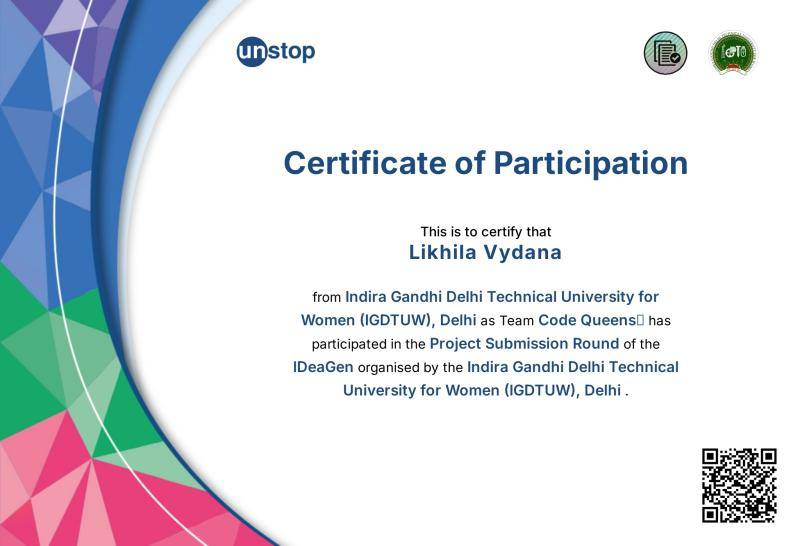 unstop
Certificate of Participation
This is to certify that
Likhila Vydana
from Indira Gandhi Delhi Technical University for
Women (IGDTUW), Delhi as Team Code Queens▯ has
participated in the Project Submission Round of the
IDeaGen organised by the Indira Gandhi Delhi Technical
University for Women (IGDTUW), Delhi .